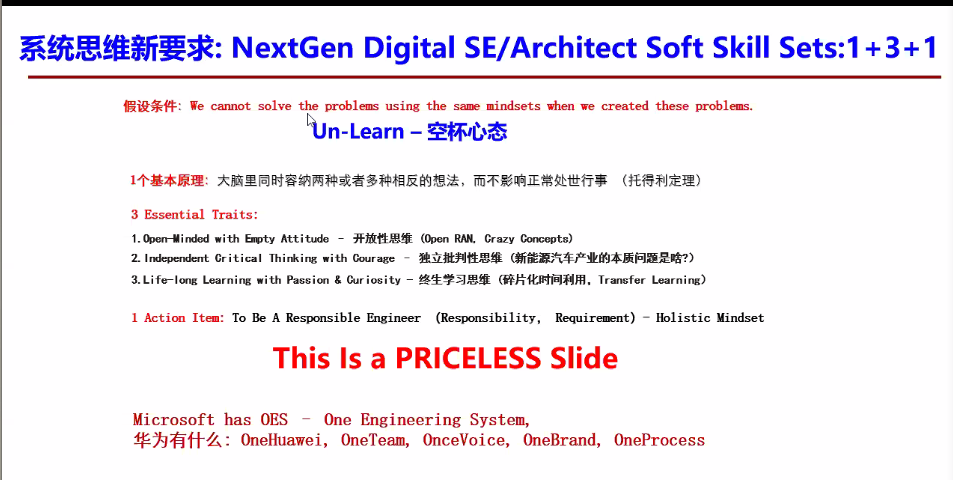 系统思维新要求: NextGen Digital SE/Architect Soft Skill Sets:1+3+1
假设条件: We cannot solve the problems using the same mindsets when we created these problems.
Un-Learn – 空杯心态
1个基本原理: 大脑里同时容纳两种或者多种相反的想法，而不影响正常处世行事 （托得利定理）
3 Essential Traits:
1.Open-Minded with Empty Attitude – 开放性思维 (Open RAN, Crazy Concepts)
2.Independent Critical Thinking with Courage – 独立批判性思维 (新能源汽车产业的本质问题是啥?)
3.Life-long Learning with Passion & Curiosity – 终生学习思维 (碎片化时间利用, Transfer Learning)
1 Action Item: To Be A Responsible Engineer (Responsibility, Requirement) – Holistic Mindset
This Is a PRICELESS Slide
Microsoft has OES – One Engineering System,
华为有什么: OneHuawei, OneTeam, OnceVoice, OneBrand, OneProcess